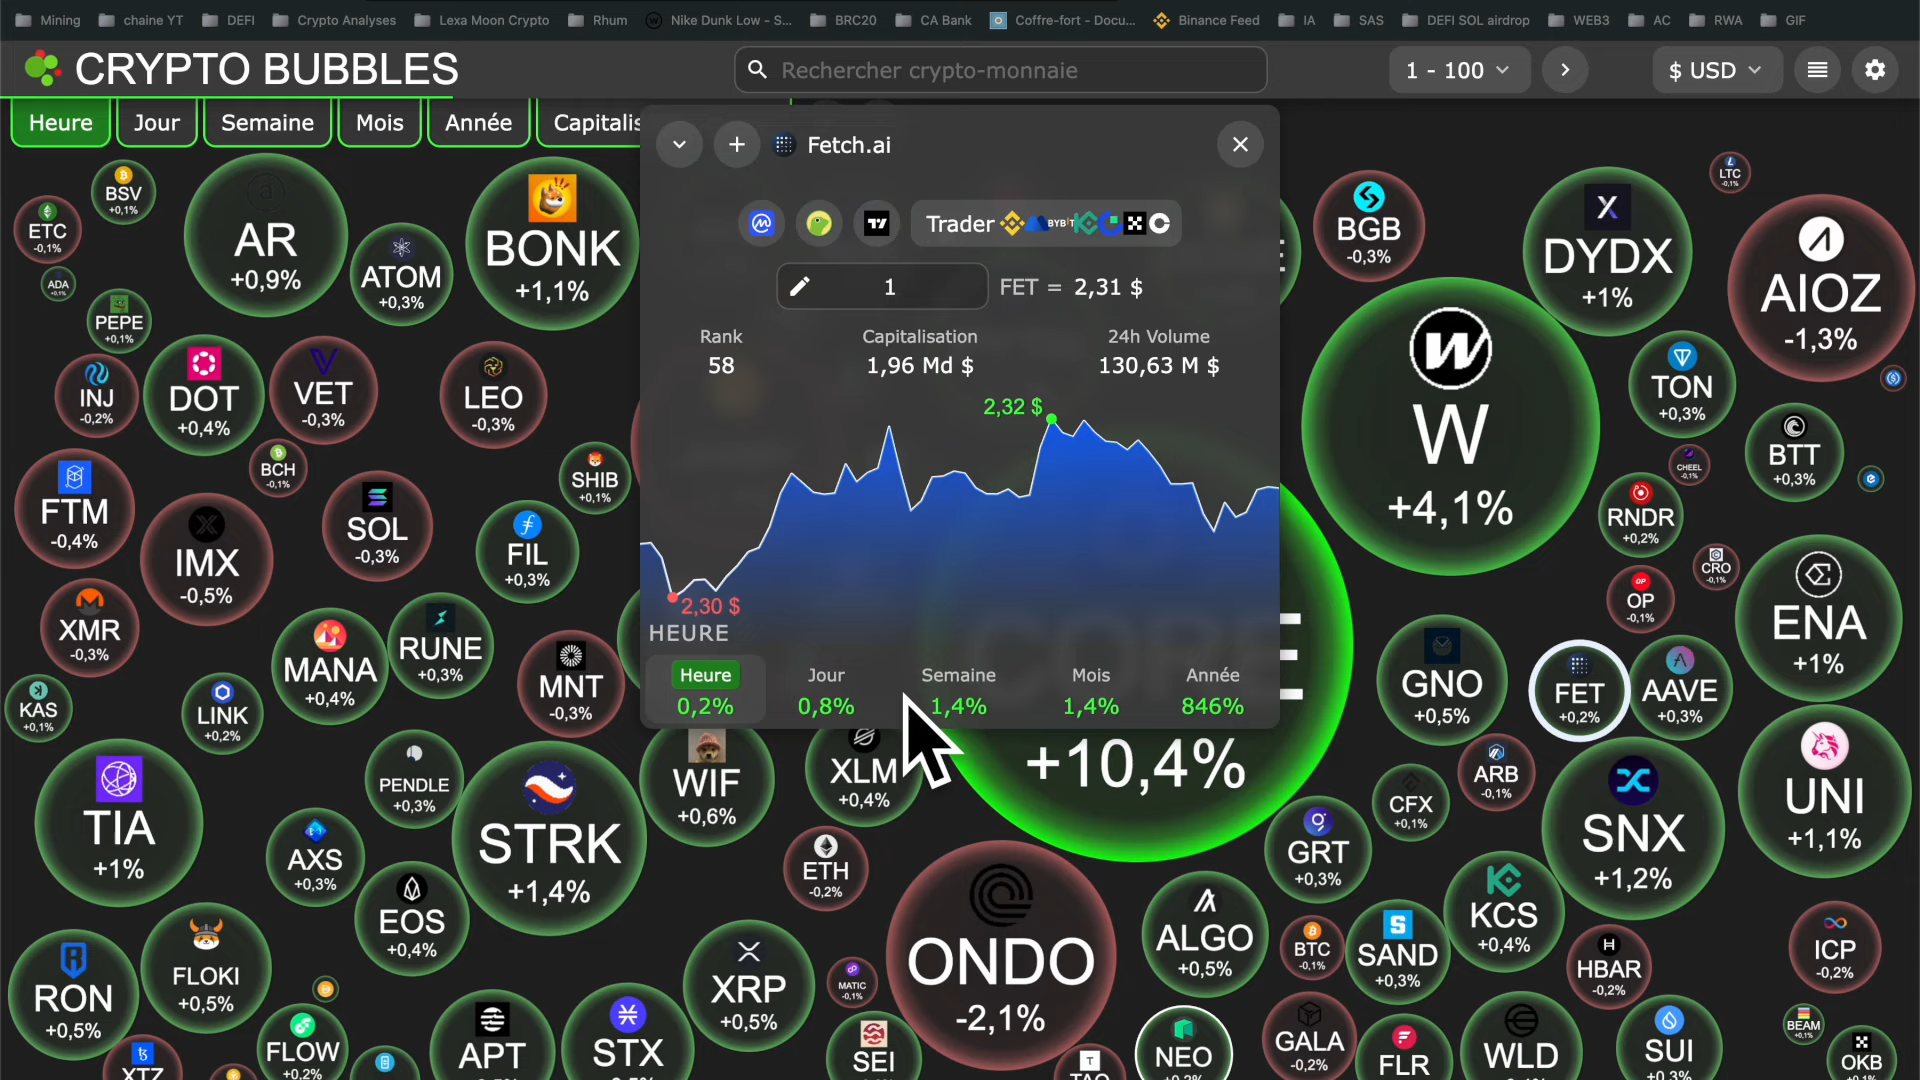 Mining chaine YT DEFI Crypto Analyses Lexa Moon Crypto Rhum Nike Dunk Low - S... BRC20 CA Bank Coffre-fort - Docu... Binance Feed IA SAS DEFI SOL airdrop WEB3 AC RWA GIF
CRYPTO BUBBLES
Rechercher crypto-monnaie
1 - 100
$ USD
Heure Jour Semaine Mois Année Capitalis
Fetch.ai
Trader
BYBIT
1 FET = 2,31 $
Rank Capitalisation 24h Volume
58 1,96 Md $ 130,63 M $
2,32 $
2,30 $
HEURE
Heure Jour Semaine Mois Année
0,2% 0,8% 1,4% 1,4% 846%
BSV
+0,1%
ETC
-0,1%
AR
+0,9%
ATOM
+0,3%
BONK
+1,1%
ADA
+0,1%
PEPE
+0,1%
INJ
-0,2%
DOT
+0,4%
VET
-0,3%
LEO
-0,3%
BCH
-0,1%
SHIB
+0,1%
FTM
-0,4%
IMX
-0,5%
SOL
-0,3%
FIL
+0,3%
XMR
-0,3%
MANA
+0,4%
RUNE
+0,3%
MNT
-0,3%
KAS
+0,1%
LINK
+0,2%
TIA
+1%
PENDLE
+0,3%
AXS
+0,3%
STRK
+1,4%
WIF
+0,6%
XLM
+0,4%
EOS
+0,4%
ETH
-0,2%
RON
+0,5%
FLOKI
+0,5%
XRP
+0,5%
MATIC
-0,1%
ONDO
-2,1%
FLOW
+0,2%
XTZ
APT
STX
SEI
TAO
CORE
+10,4%
BGB
-0,3%
DYDX
+1%
LTC
-0,1%
AIOZ
-1,3%
W
+4,1%
TON
+0,3%
BTT
+0,3%
CHEEL
-0,1%
RNDR
+0,2%
CRO
-0,1%
OP
-0,1%
ENA
+1%
GNO
+0,5%
FET
+0,2%
AAVE
+0,3%
ARB
-0,1%
CFX
+0,1%
SNX
+1,2%
UNI
+1,1%
GRT
+0,3%
KCS
+0,4%
ALGO
+0,5%
BTC
-0,1%
SAND
+0,3%
HBAR
-0,2%
ICP
-0,2%
NEO
+0,2%
GALA
-0,2%
FLR
WLD
SUI
+0,3%
BEAM
+0,1%
OKB